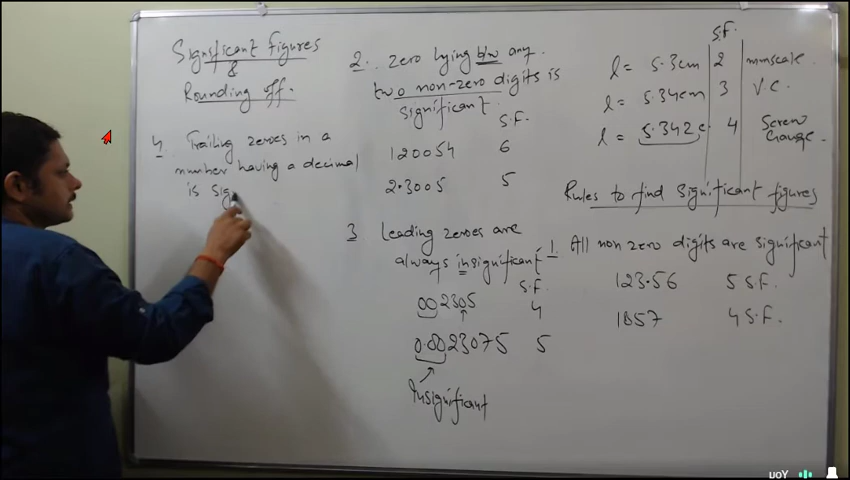 Significant Figures
&
Rounding off.
4. Trailing zeroes in a
number having a decimal
is sig
2. Zero lying b/w any
two non-zero digits is
significant.
S.F.
120054 6
2.3005 5
3 Leading zeroes are
always insignificant
S.F.
002305 4
0.0023075 5
Insignificant
S.F.
l = 5.3cm 2 mmscale
l = 5.34cm 3 V.C.
l = 5.342c 4 Screw
Gauge.
Rules to find Significant figures
1. All non zero digits are significant
123.56 5 S.F.
1857 4 S.F.
UOY